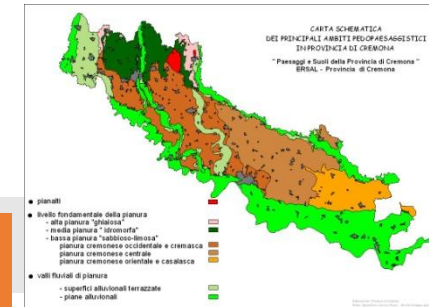 CARTA SCHEMATICA
DEI PRINCIPALI AMBITI PEDOPAESAGGISTICI
IN PROVINCIA DI CREMONA
"Paesaggi e Suoli della Provincia di Cremona"
ERSAL - Provincia di Cremona
pianalti
livello fondamentale della pianura
- alta pianura "ghiaiosa"
- media pianura "idromorfa"
- bassa pianura "sabbioso-limosa"
pianura cremonese occidentale e cremasca
pianura cremonese centrale
pianura cremonese orientale e casalasca
valli fluviali di pianura
- superfici alluvionali terrazzate
- piane alluvionali